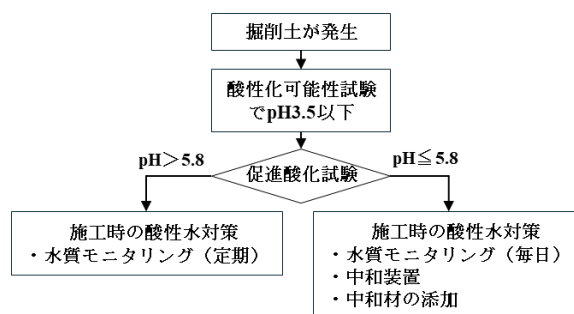 掘削土が発生
酸性化可能性試験
でpH3.5以下
pH＞5.8
促進酸化試験
pH≦5.8
施工時の酸性水対策
・水質モニタリング（定期）
施工時の酸性水対策
・水質モニタリング（毎日）
・中和装置
・中和材の添加